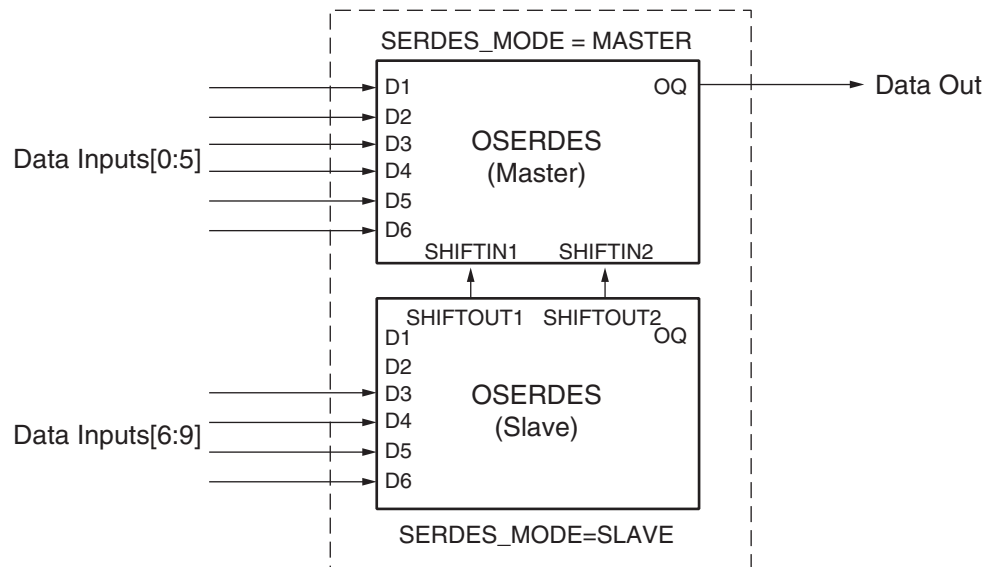 SERDES_MODE = MASTER
D1
OQ
Data Out
D2
D3
OSERDES
Data Inputs[0:5]
D4
(Master)
D5
D6
SHIFTIN1
SHIFTIN2
SHIFTOUT1
SHIFTOUT2
D1
OQ
D2
D3
OSERDES
D4
(Slave)
Data Inputs[6:9]
D5
D6
SERDES_MODE=SLAVE